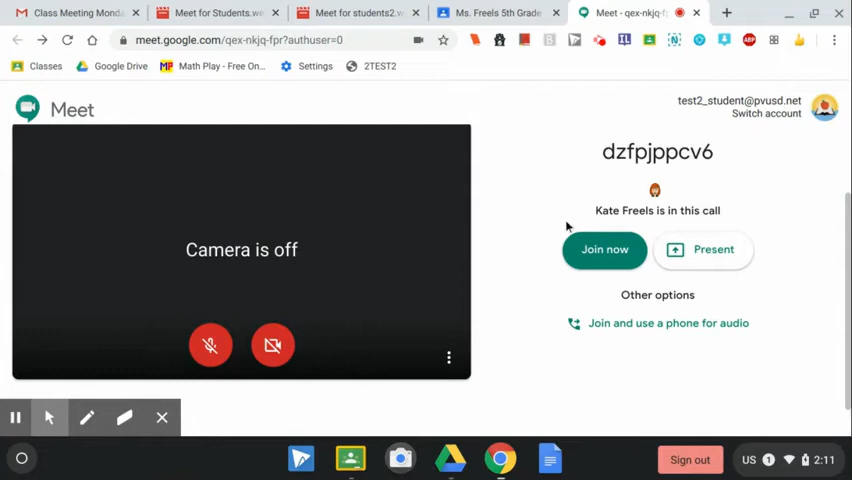 Class Meeting Monda
Meet for Students.we
Meet for students2.w
Ms. Freels 5th Grade
Meet - qex-nkjq-fp
meet.google.com/qex-nkjq-fpr?authuser=0
ABP
Classes
Google Drive
MP
Math Play - Free On...
Settings
2TEST2
Meet
test2_student@pvusd.net
Switch account
dzfpjppcv6
Kate Freels is in this call
Camera is off
Join now
Present
Other options
Join and use a phone for audio
Sign out
US
1
2:11